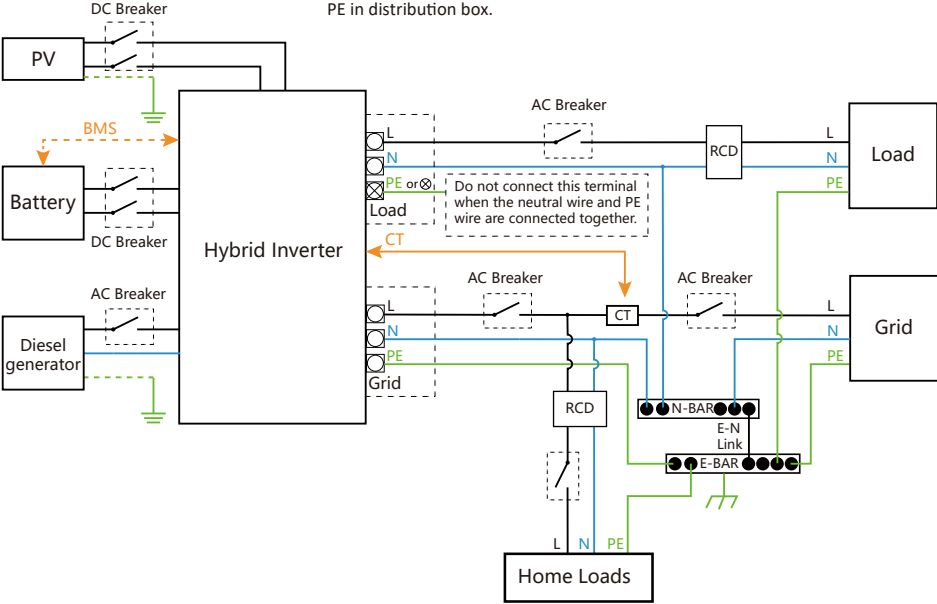 PE in distribution box.
DC Breaker
PV
AC Breaker
BMS
L
L
N
N
RCD
Load
PE or
PE
Do not connect this terminal
when the neutral wire and PE
wire are connected together.
Battery
Load
DC Breaker
CT
Hybrid Inverter
AC Breaker
AC Breaker
AC Breaker
L
CT
L
N
N
Grid
Diesel
generator
PE
PE
Grid
RCD
N-BAR
E-N
Link
E-BAR
L
N
PE
Home Loads